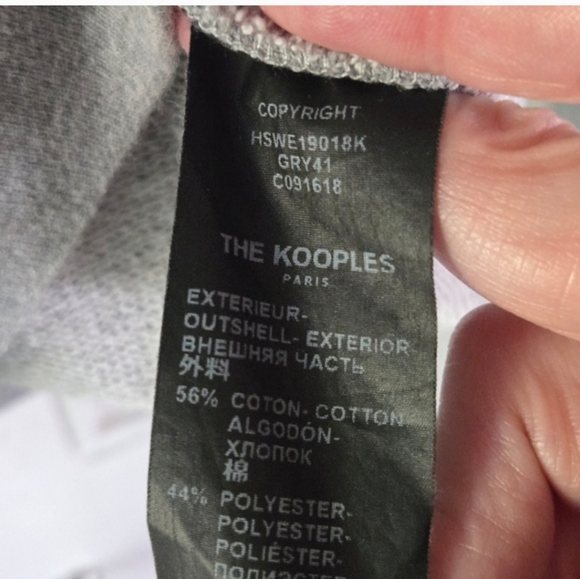 COPYRIGHT
HSWE19018K
GRY41
C091618
THE KOOPLES
PARIS
EXTERIEUR-
OUTSHELL- EXTERIOR
ВНЕШНЯЯ ЧАСТЬ
外料
56% COTON- COTTON
ALGODÓN-
ХЛОПОК
棉
44% POLYESTER-
POLYESTER-
POLIÉSTER-
ПОЛИЭСТЕР